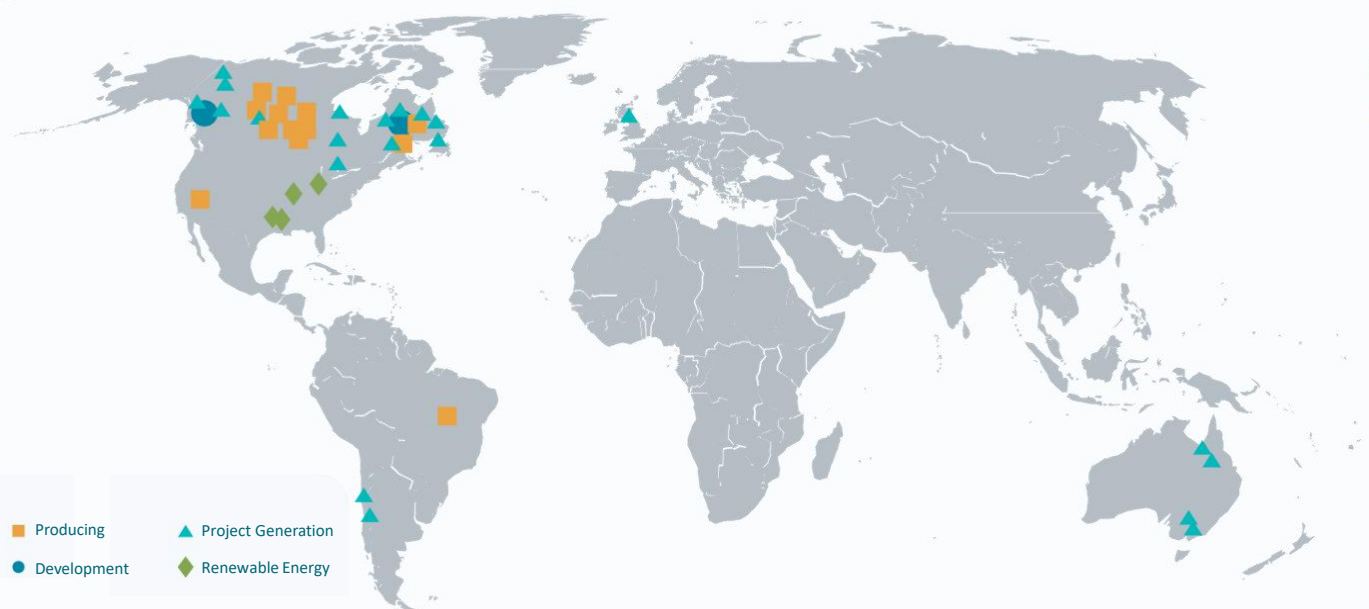 Producing
Project Generation
Development
Renewable Energy